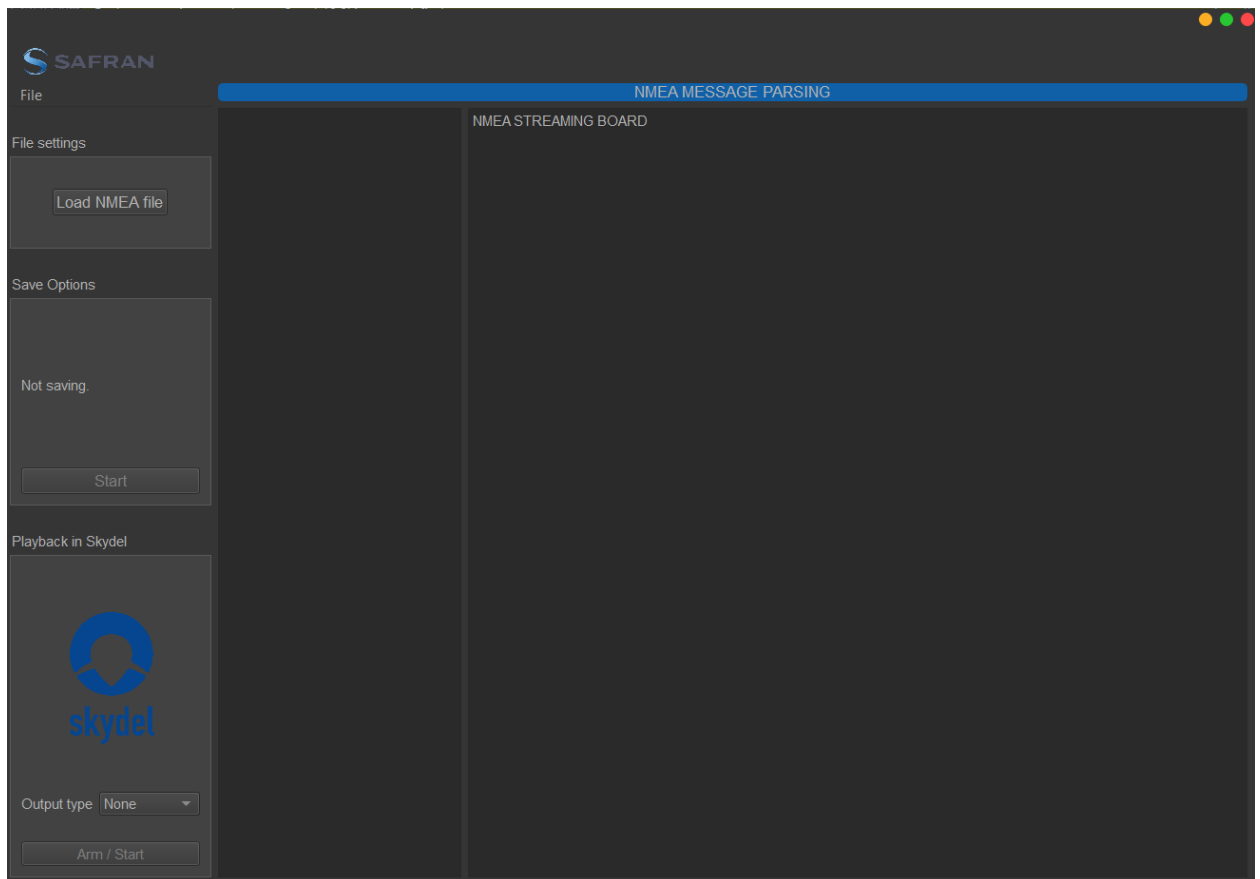 SAFRAN
File
NMEA MESSAGE PARSING
NMEA STREAMING BOARD
File settings
Load NMEA file
Save Options
Not saving.
Start
Playback in Skydel
skydel
Output type None
Arm / Start